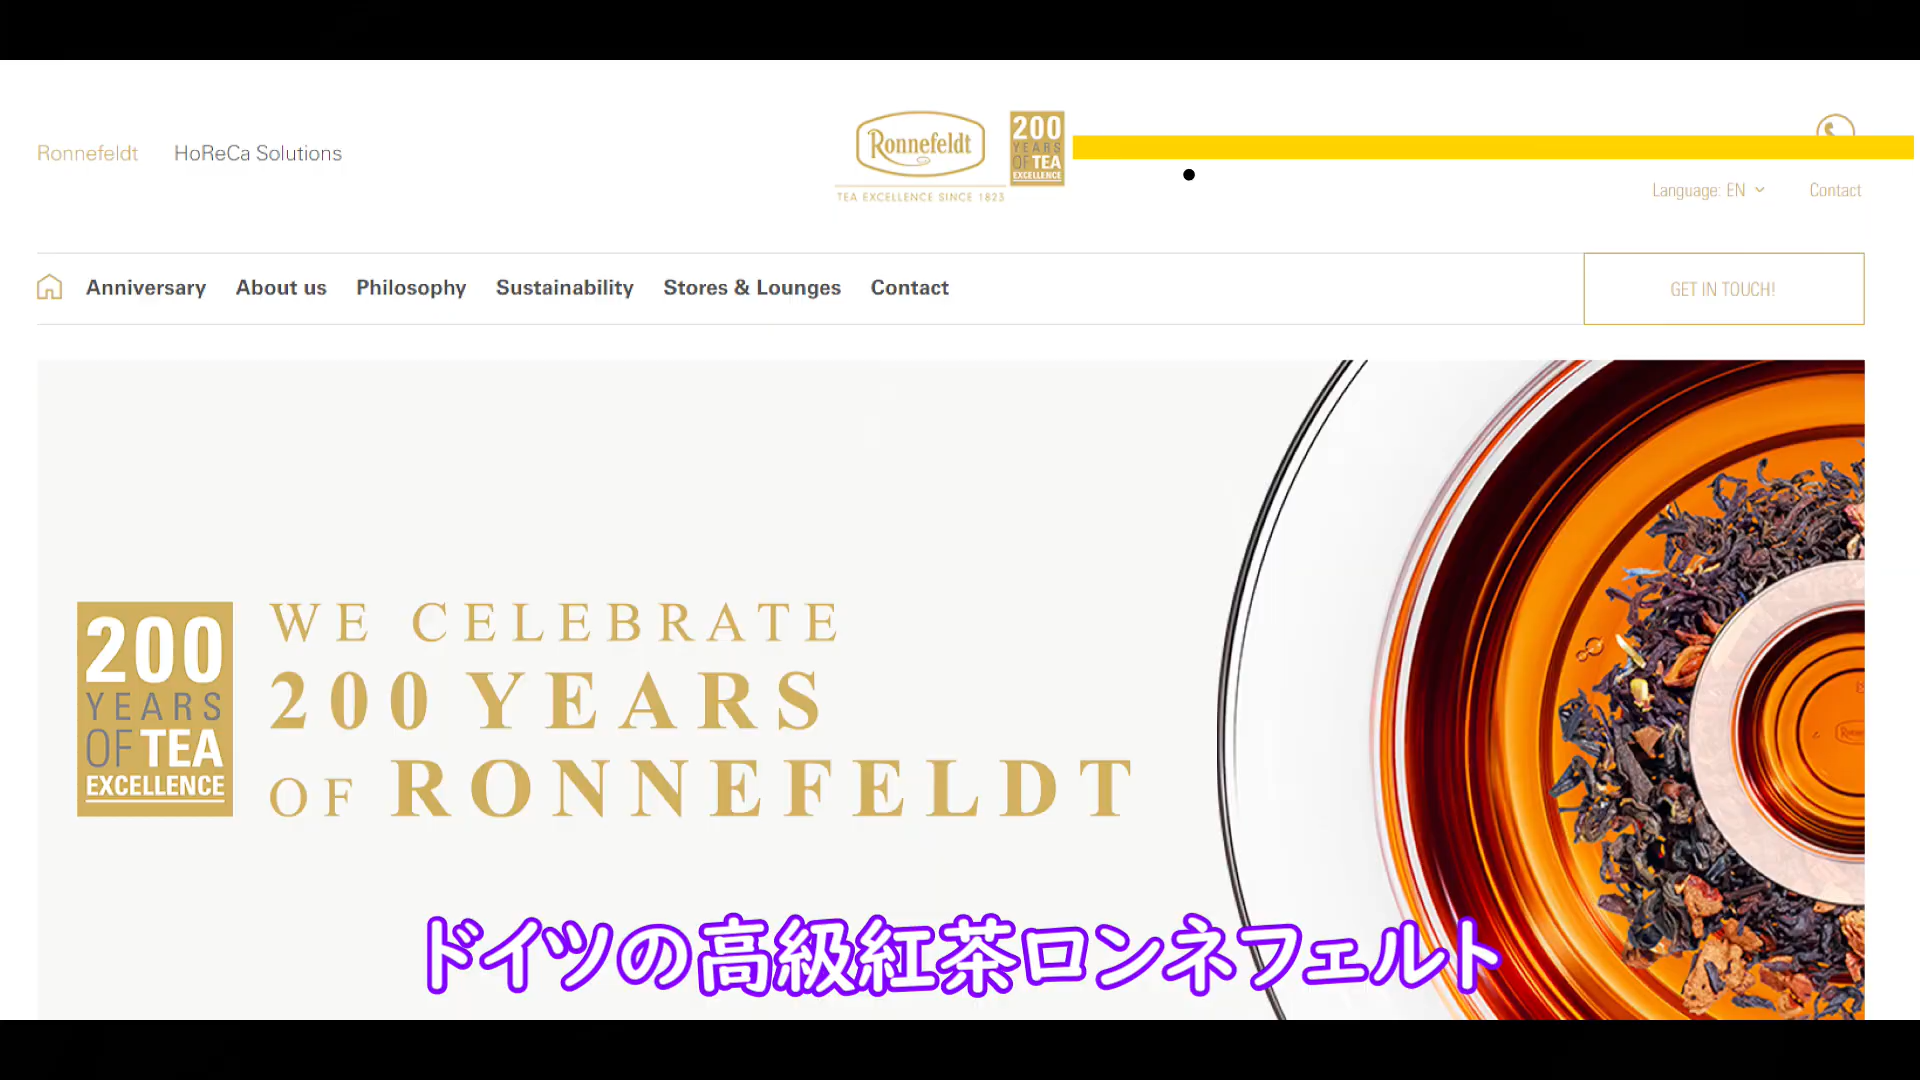 Ronnefeldt
HoReCa Solutions
Ronnefeldt
TEA EXCELLENCE SINCE 1823
200
YEARS
OF TEA
EXCELLENCE
Language: EN
Contact
Anniversary
About us
Philosophy
Sustainability
Stores & Lounges
Contact
GET IN TOUCH!
200
YEARS
OF TEA
EXCELLENCE
WE CELEBRATE
200 YEARS
OF RONNEFELDT
ドイツの高級紅茶ロンネフェルト